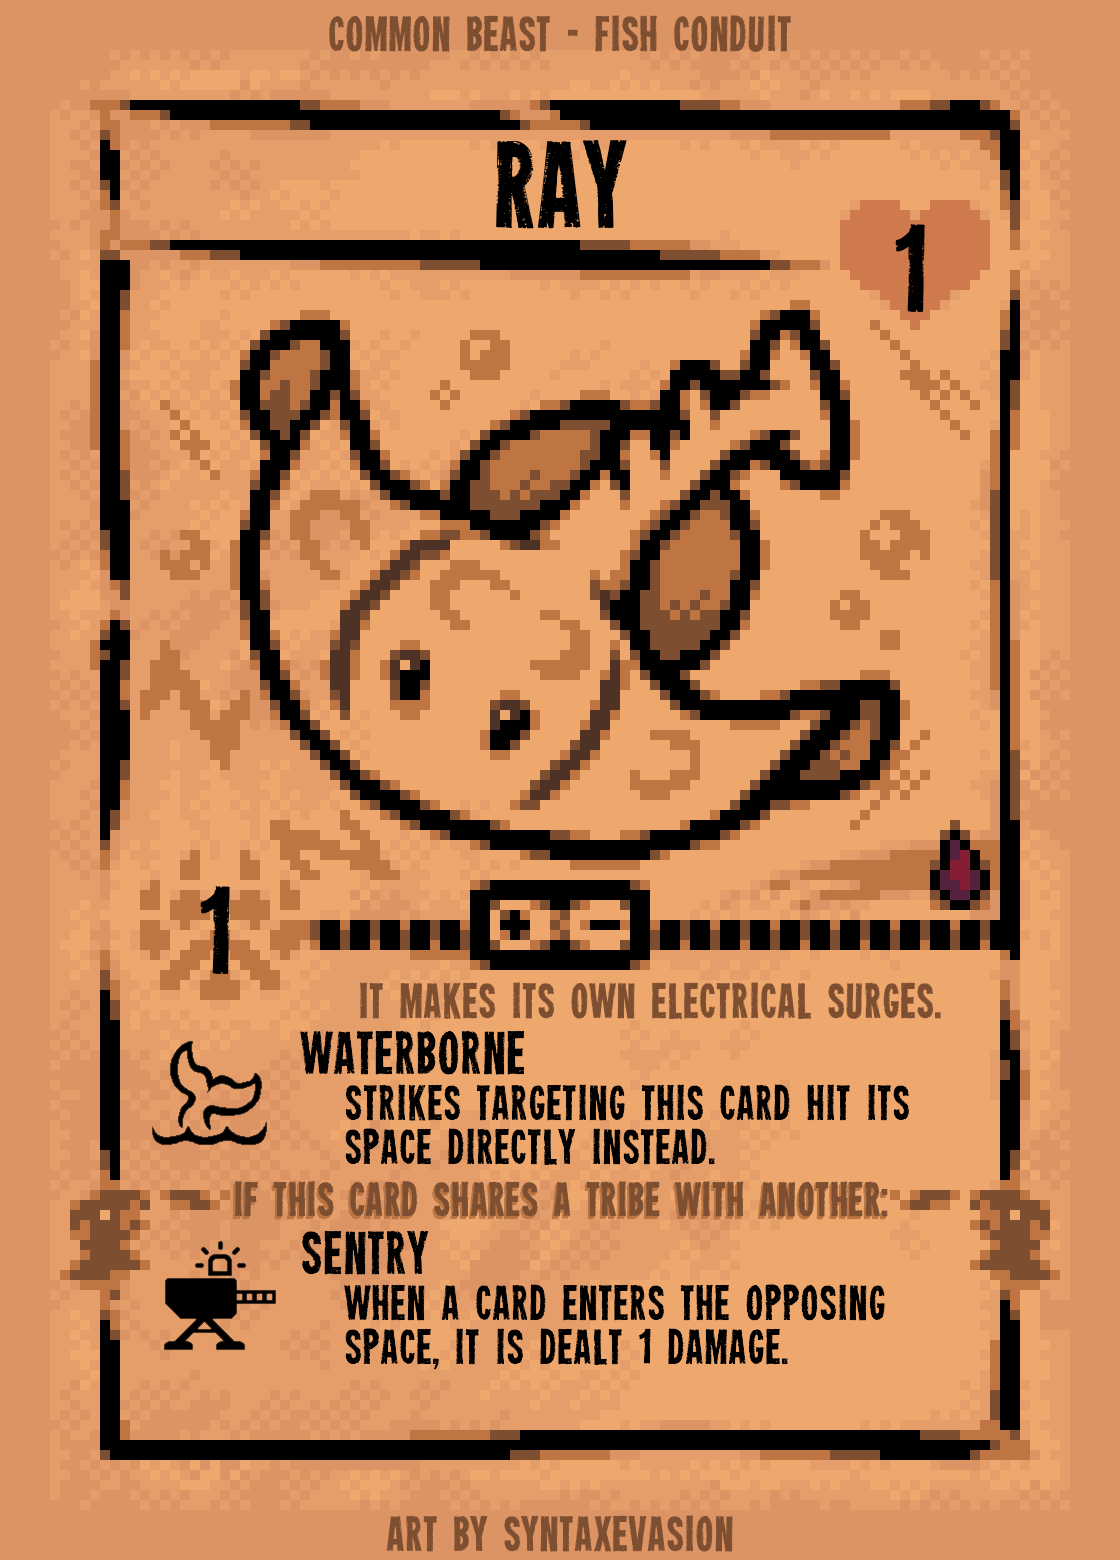 COMMON BEAST - FISH CONDUIT
RAY
1
1
IT MAKES ITS OWN ELECTRICAL SURGES.
WATERBORNE
STRIKES TARGETING THIS CARD HIT ITS
SPACE DIRECTLY INSTEAD.
IF THIS CARD SHARES A TRIBE WITH ANOTHER:
SENTRY
WHEN A CARD ENTERS THE OPPOSING
SPACE, IT IS DEALT 1 DAMAGE.
ART BY SYNTAXEVASION